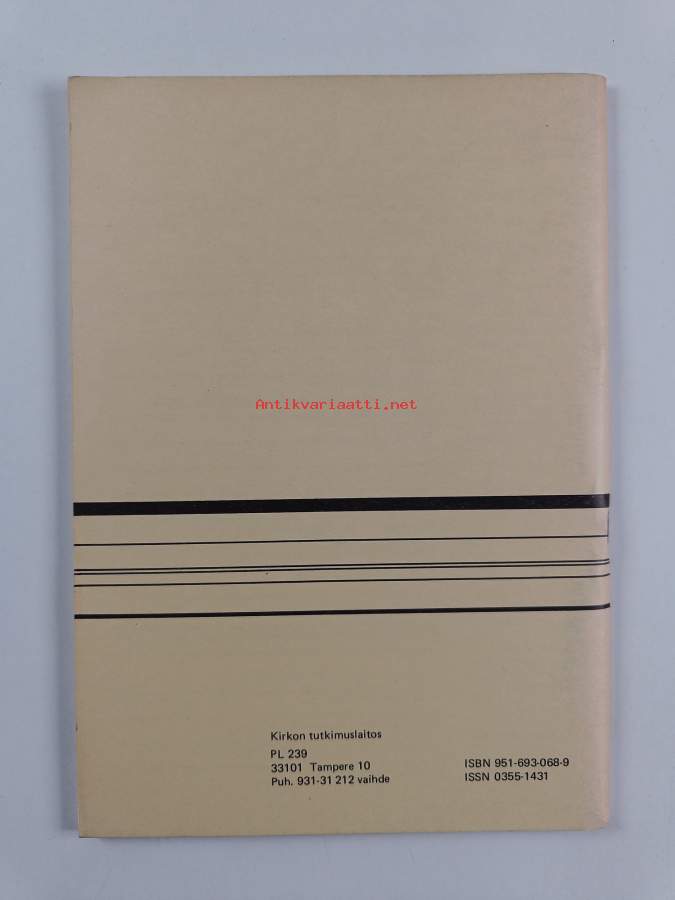 Antikvariaatti.net
Kirkon tutkimuslaitos
PL 239
33101 Tampere 10
Puh. 931-31 212 vaihde
ISBN 951-693-068-9
ISSN 0355-1431